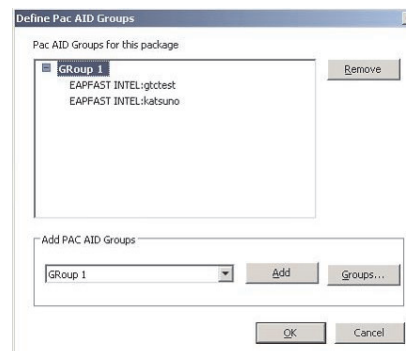 Define Pac AID Groups
Pac AID Groups for this package
GRoup 1
EAPFAST INTEL:gtctest
EAPFAST INTEL:katsuno
Remove
Add PAC AID Groups
GRoup 1
Add
Groups...
OK
Cancel